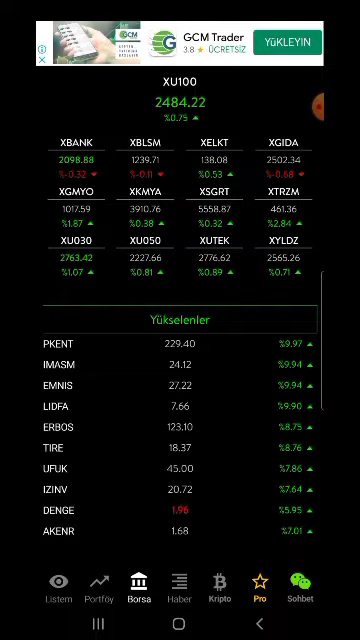 GCM Trader
3.8 ★ ÜCRETSİZ
YÜKLEYİN
XU100
2484.22
%0.75 ▲
XBANK XBLSM XELKT XGIDA
2098.88 1239.71 138.08 2502.34
%-0.32 ▼ %-0.11 ▼ %0.53 ▲ %-0.68 ▼
XGMYO XKMYA XSGRT XTRZM
1017.59 3910.76 5558.87 461.36
%1.87 ▲ %0.38 ▲ %0.32 ▲ %2.84 ▲
XU030 XU050 XUTEK XYLDZ
2763.42 2227.66 2776.62 2565.26
%1.07 ▲ %0.81 ▲ %0.89 ▲ %0.71 ▲
Yükselenler
PKENT 229.40 %9.97 ▲
IMASM 24.12 %9.94 ▲
EMNIS 27.22 %9.94 ▲
LIDFA 7.66 %9.90 ▲
ERBOS 123.10 %8.75 ▲
TIRE 18.37 %8.76 ▲
UFUK 45.00 %7.86 ▲
IZINV 20.72 %7.64 ▲
DENGE 1.96 %5.95 ▲
AKENR 1.68 %7.01 ▲
Listem Portföy Borsa Haber Kripto Pro Sohbet